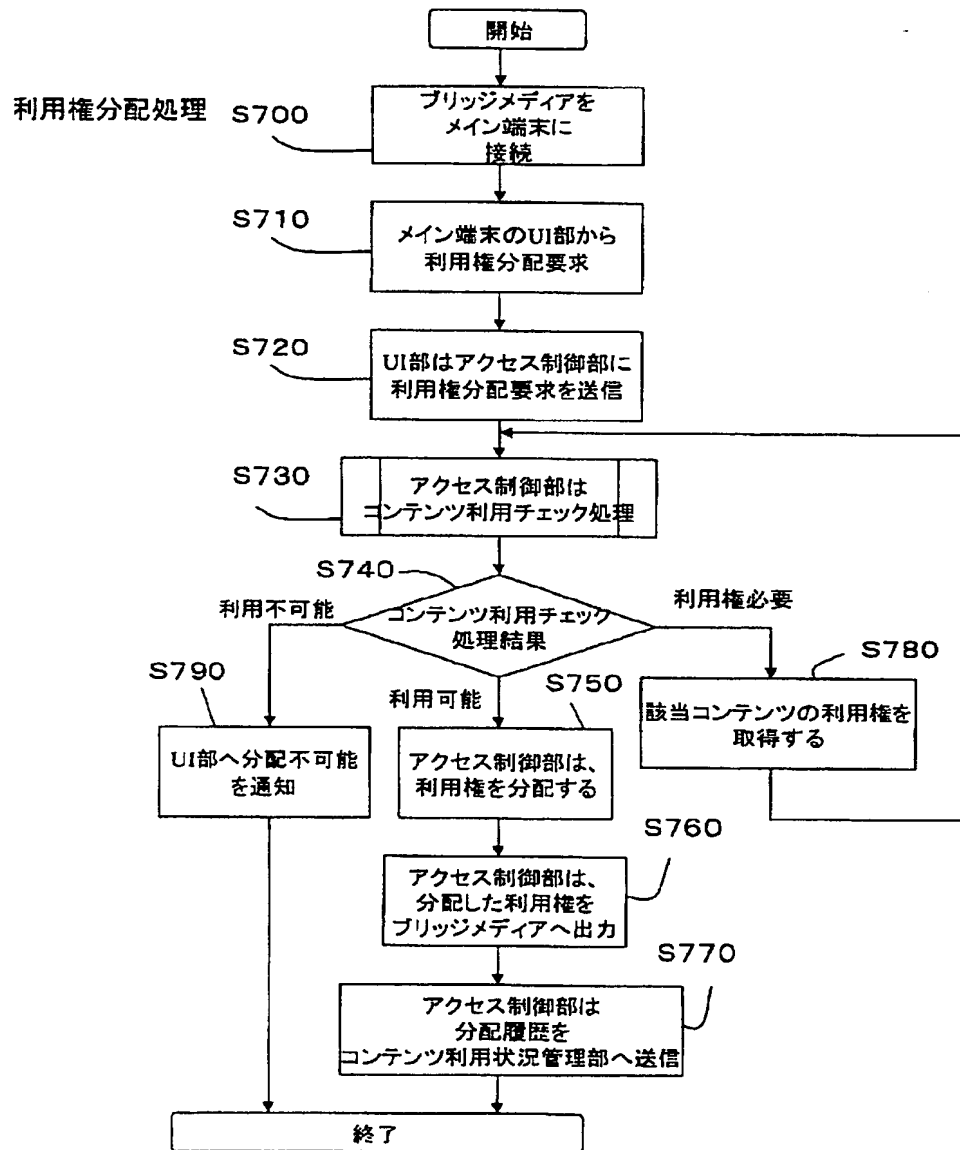 開始
利用権分配処理
S700
ブリッジメディアを
メイン端末に
接続
S710
メイン端末のUI部から
利用権分配要求
S720
UI部はアクセス制御部に
利用権分配要求を送信
S730
アクセス制御部は
コンテンツ利用チェック処理
S740
コンテンツ利用チェック
処理結果
利用不可能
利用権必要
利用可能
S790
UI部へ分配不可能
を通知
S750
アクセス制御部は、
利用権を分配する
S780
該当コンテンツの利用権を
取得する
S760
アクセス制御部は、
分配した利用権を
ブリッジメディアへ出力
S770
アクセス制御部は
分配履歴を
コンテンツ利用状況管理部へ送信
終了